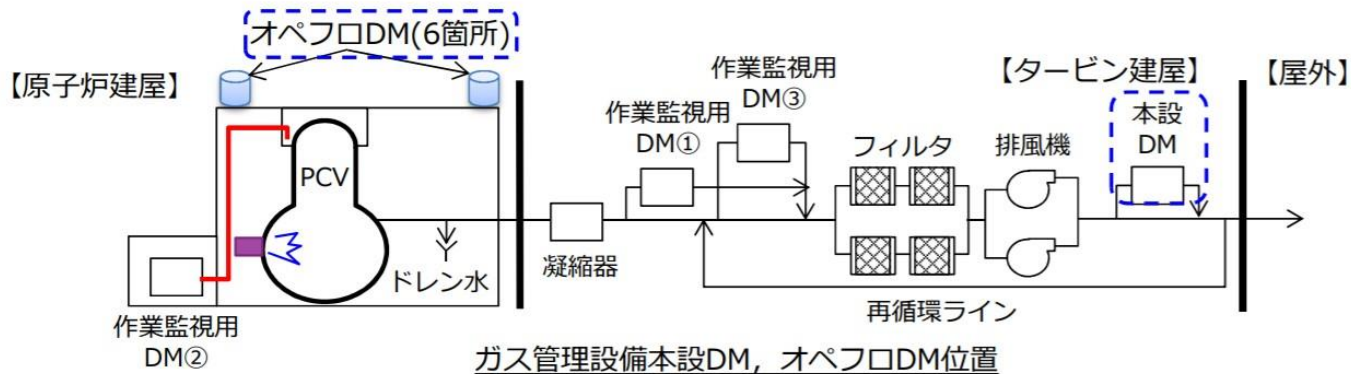 オペフロDM(6箇所)
【原子炉建屋】
PCV
ドレン水
作業監視用
DM②
凝縮器
作業監視用
DM①
作業監視用
DM③
フィルタ
排風機
【タービン建屋】
本設
DM
【屋外】
再循環ライン
ガス管理設備本設DM，オペフロDM位置